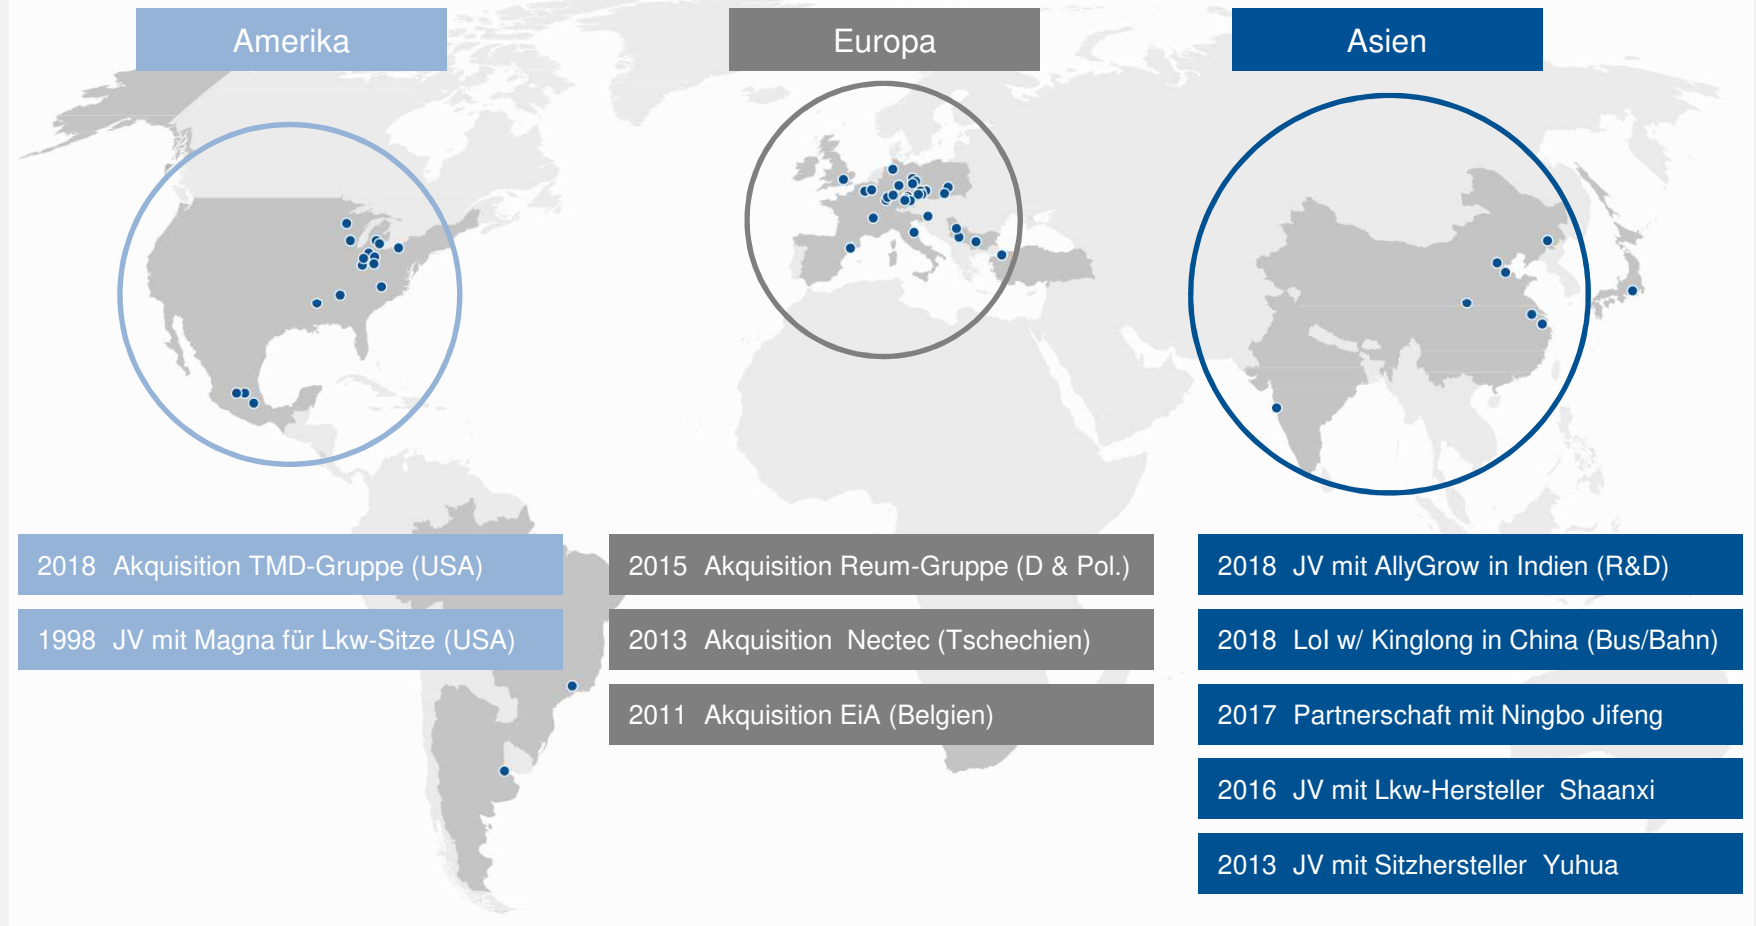 Amerika
Europa
Asien
2018 Akquisition TMD-Gruppe (USA)
1998 JV mit Magna für Lkw-Sitze (USA)
2015 Akquisition Reum-Gruppe (D & Pol.)
2013 Akquisition Nectec (Tschechien)
2011 Akquisition EiA (Belgien)
2018 JV mit AllyGrow in Indien (R&D)
2018 LoI w/ Kinglong in China (Bus/Bahn)
2017 Partnerschaft mit Ningbo Jifeng
2016 JV mit Lkw-Hersteller Shaanxi
2013 JV mit Sitzhersteller Yuhua